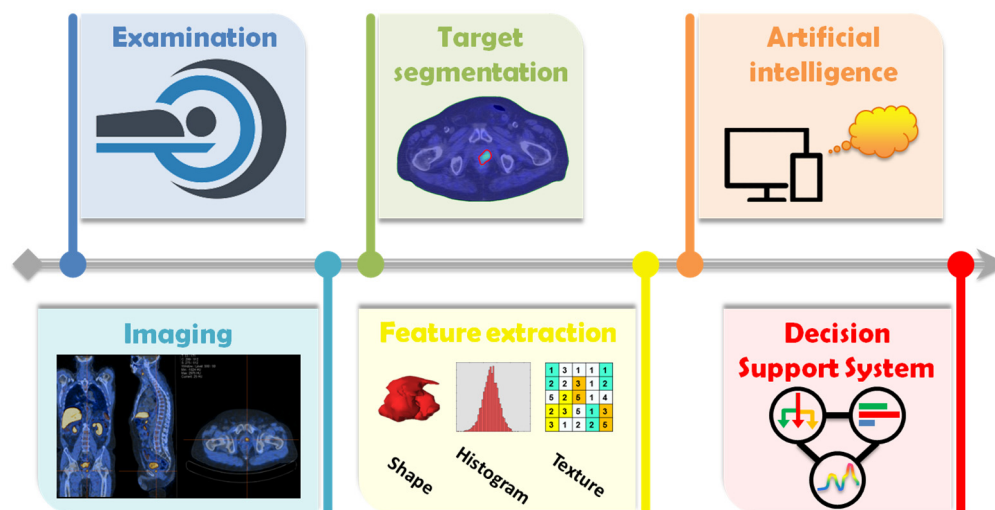 Examination
Target
segmentation
Artificial
intelligence
Imaging
Feature extraction
1 3 1 1 1
2 2 3 1 2
5 2 5 1 4
2 3 5 1 3
3 1 2 2 5
Shape
Histogram
Texture
Decision
Support System